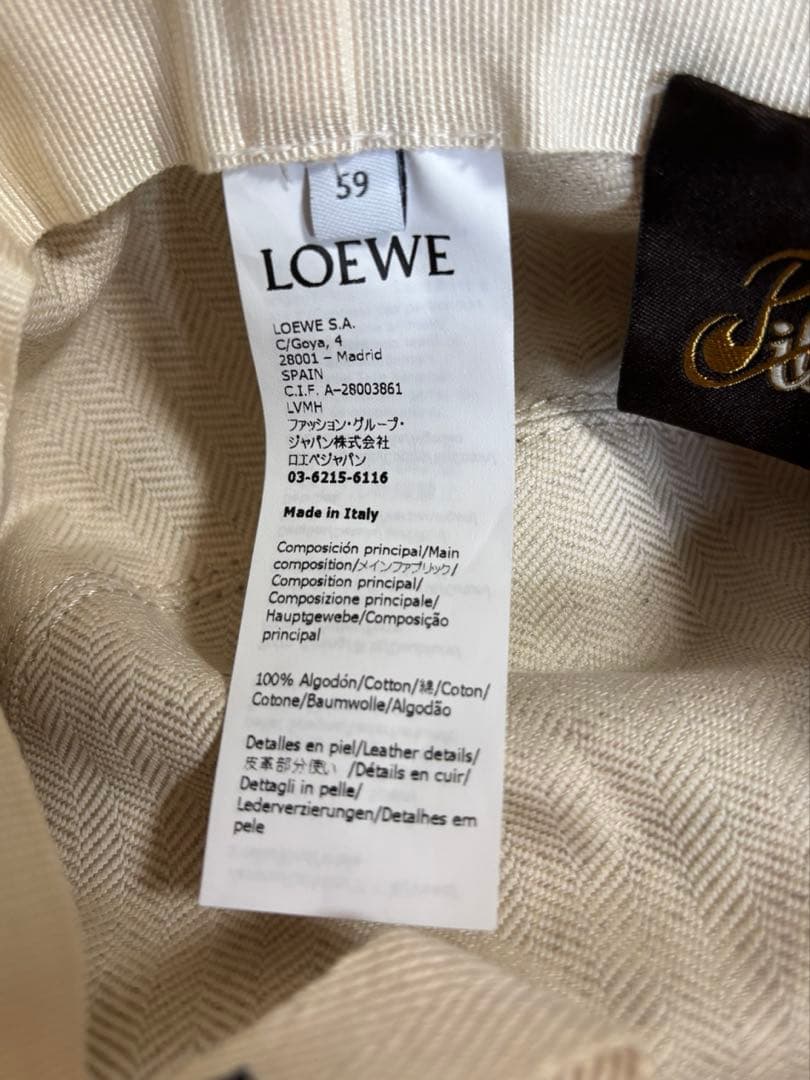 59
LOEWE
LOEWE S.A.
C/Goya, 4
28001 – Madrid
SPAIN
C.I.F. A-28003861
LVMH
ファッション・グループ・
ジャパン株式会社
ロエベジャパン
03-6215-6116
Made in Italy
Composición principal/Main
composition/メインファブリック/
Composition principal/
Composizione principale/
Hauptgewebe/Composição
principal
100% Algodón/Cotton/綿/Coton/
Cotone/Baumwolle/Algodão
Detalles en piel/Leather details/
皮革部分使い /Détails en cuir/
Dettagli in pelle/
Lederverzierungen/Detalhes em
pele